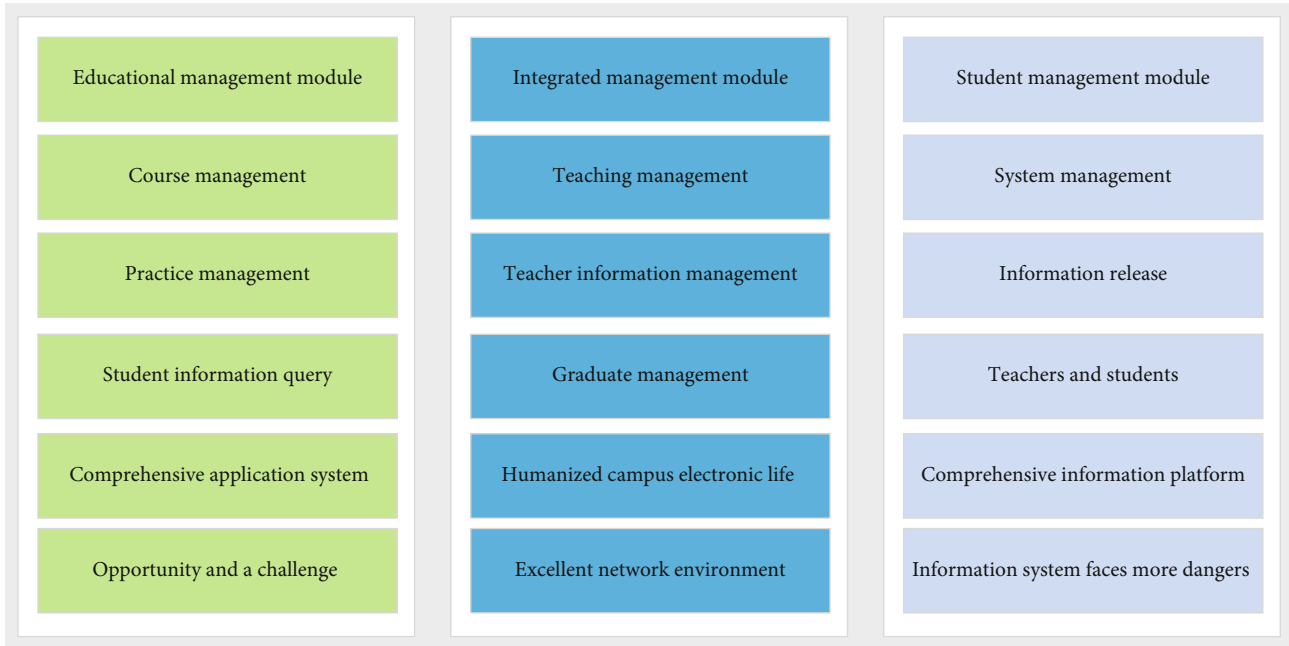 Educational management module
Course management
Practice management
Student information query
Comprehensive application system
Opportunity and a challenge
Integrated management module
Teaching management
Teacher information management
Graduate management
Humanized campus electronic life
Excellent network environment
Student management module
System management
Information release
Teachers and students
Comprehensive information platform
Information system faces more dangers